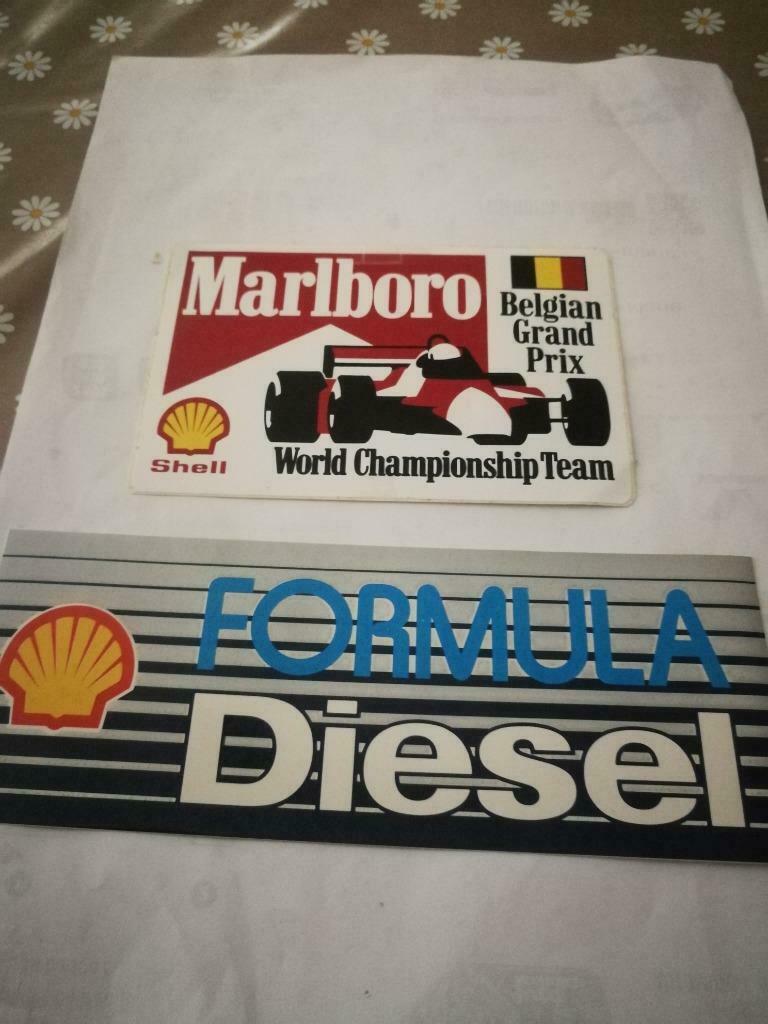 Marlboro
Belgian
Grand
Prix
Shell
World Championship Team
FORMULA
Diesel